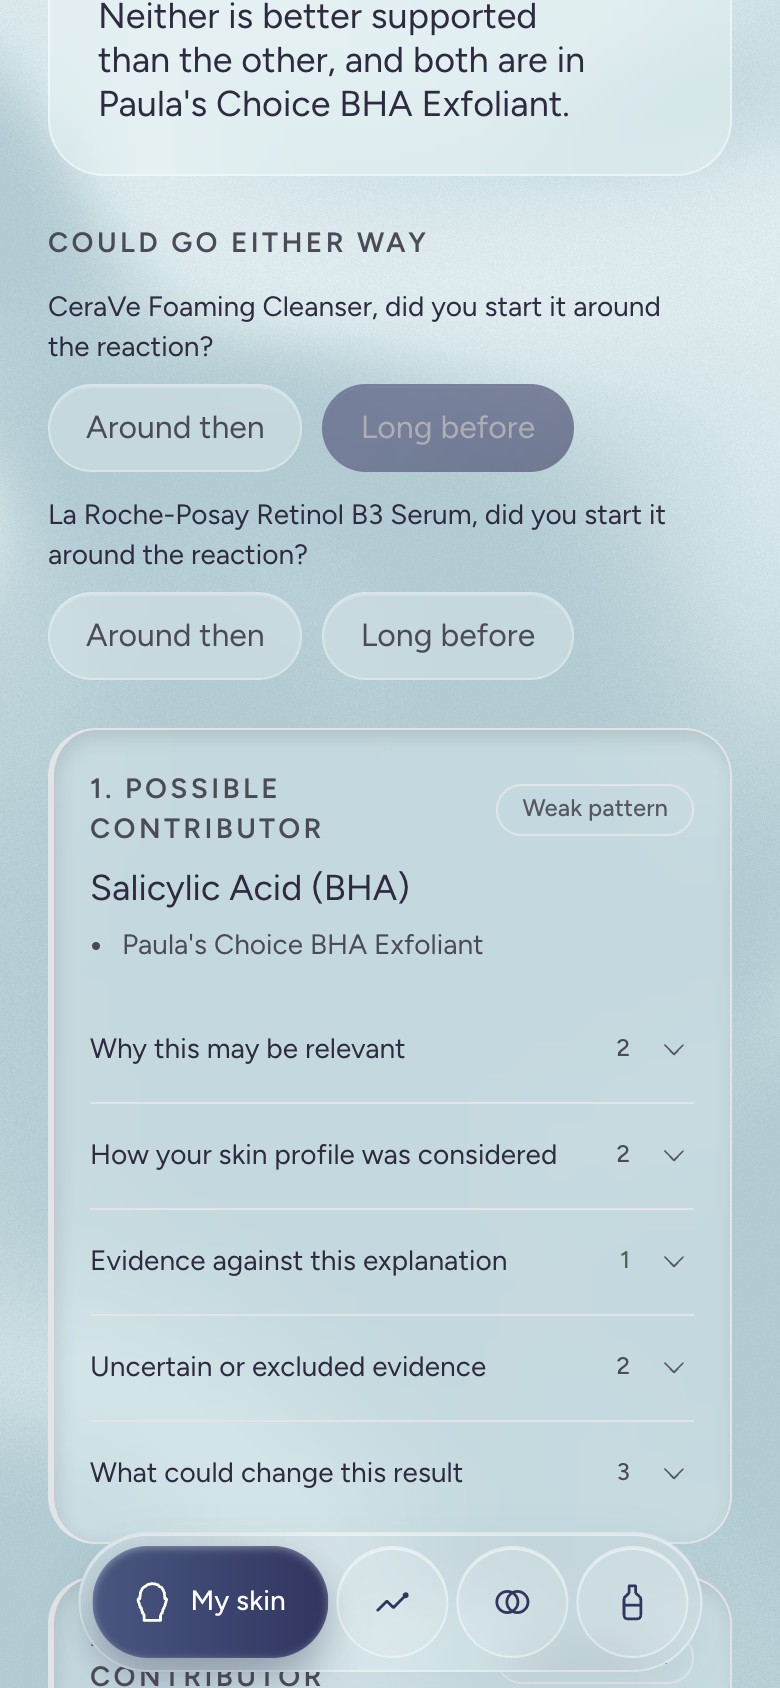 Neither is better supported
than the other, and both are in
Paula's Choice BHA Exfoliant.
COULD GO EITHER WAY
CeraVe Foaming Cleanser, did you start it around
the reaction?
Around then
Long before
La Roche-Posay Retinol B3 Serum, did you start it
around the reaction?
Around then
Long before
1. POSSIBLE
CONTRIBUTOR
Weak pattern
Salicylic Acid (BHA)
• Paula's Choice BHA Exfoliant
Why this may be relevant 2
How your skin profile was considered 2
Evidence against this explanation 1
Uncertain or excluded evidence 2
What could change this result 3
My skin
CONTRIBUTOR